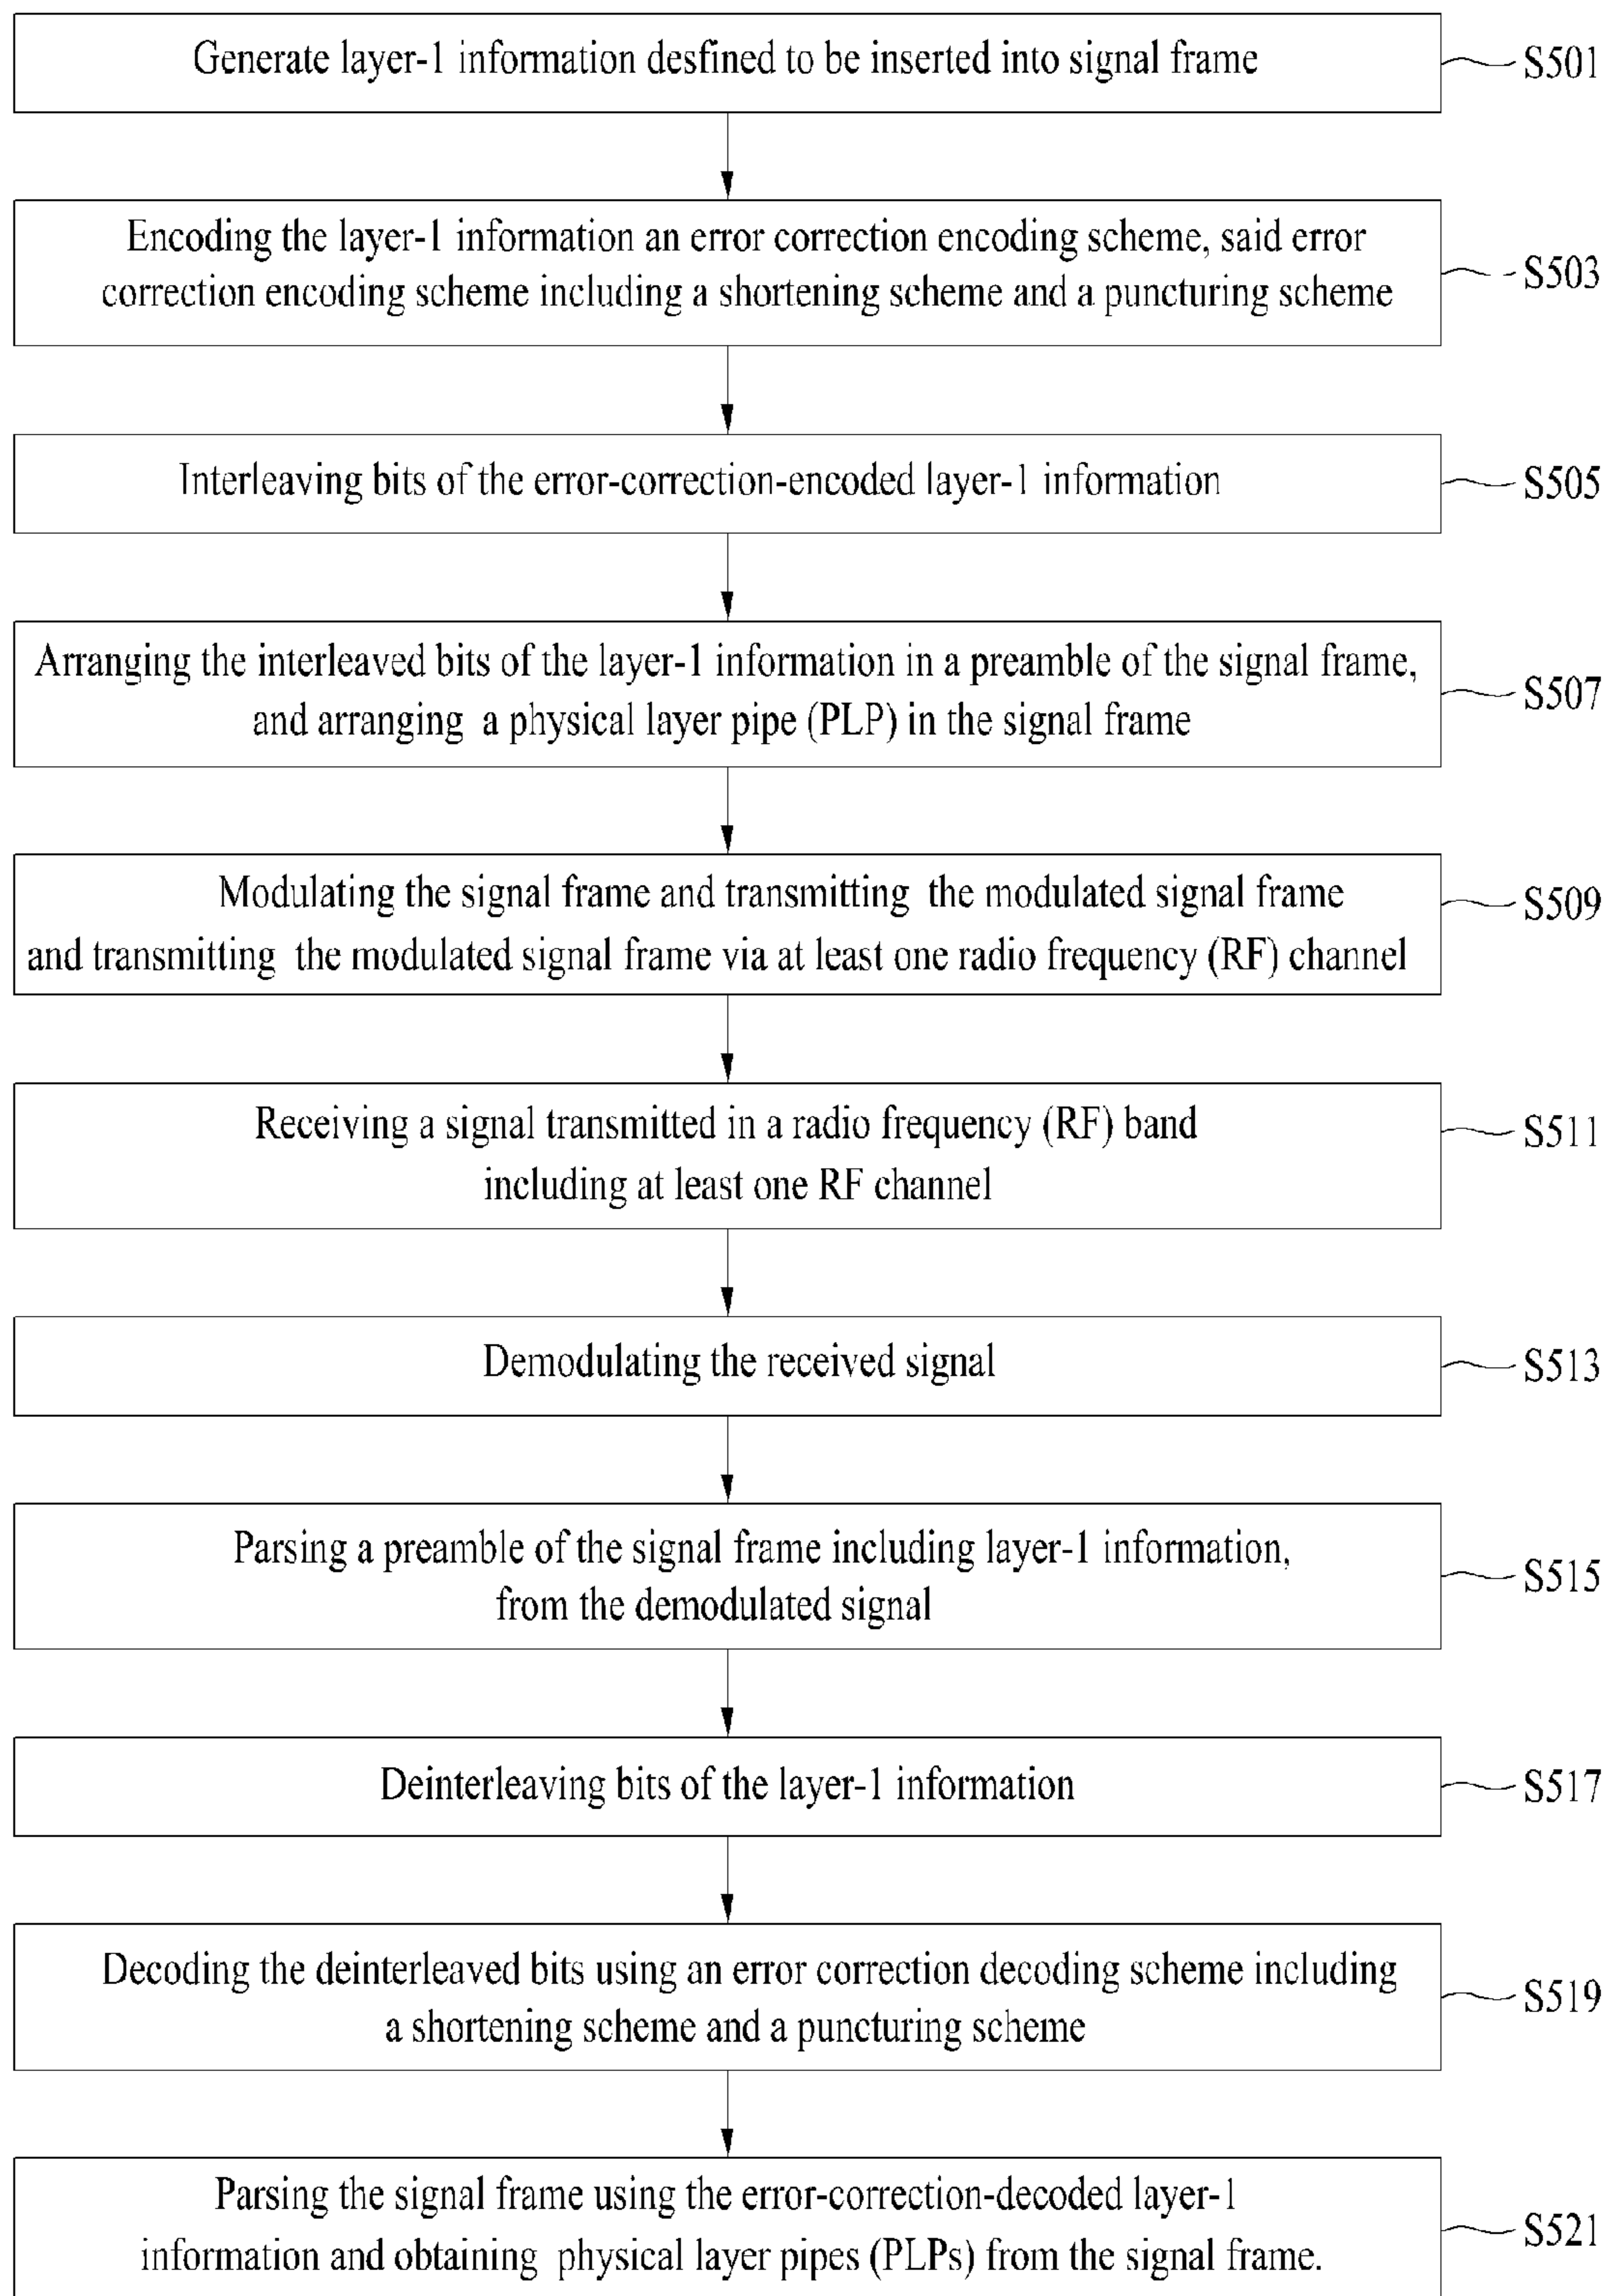 Generate layer-1 information desfined to be inserted into signal frame
S501
Encoding the layer-1 information an error correction encoding scheme, said error
correction encoding scheme including a shortening scheme and a puncturing scheme
S503
Interleaving bits of the error-correction-encoded layer-1 information
S505
Arranging the interleaved bits of the layer-1 information in a preamble of the signal frame,
and arranging a physical layer pipe (PLP) in the signal frame
S507
Modulating the signal frame and transmitting the modulated signal frame
and transmitting the modulated signal frame via at least one radio frequency (RF) channel
S509
Receiving a signal transmitted in a radio frequency (RF) band
including at least one RF channel
S511
Demodulating the received signal
S513
Parsing a preamble of the signal frame including layer-1 information,
from the demodulated signal
S515
Deinterleaving bits of the layer-1 information
S517
Decoding the deinterleaved bits using an error correction decoding scheme including
a shortening scheme and a puncturing scheme
S519
Parsing the signal frame using the error-correction-decoded layer-1
information and obtaining physical layer pipes (PLPs) from the signal frame.
S521